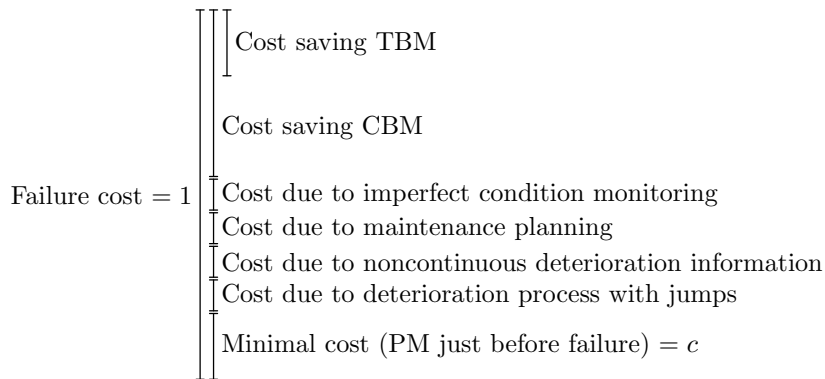 Cost saving TBM
Cost saving CBM
Failure cost = 1
Cost due to imperfect condition monitoring
Cost due to maintenance planning
Cost due to noncontinuous deterioration information
Cost due to deterioration process with jumps
Minimal cost (PM just before failure) = c